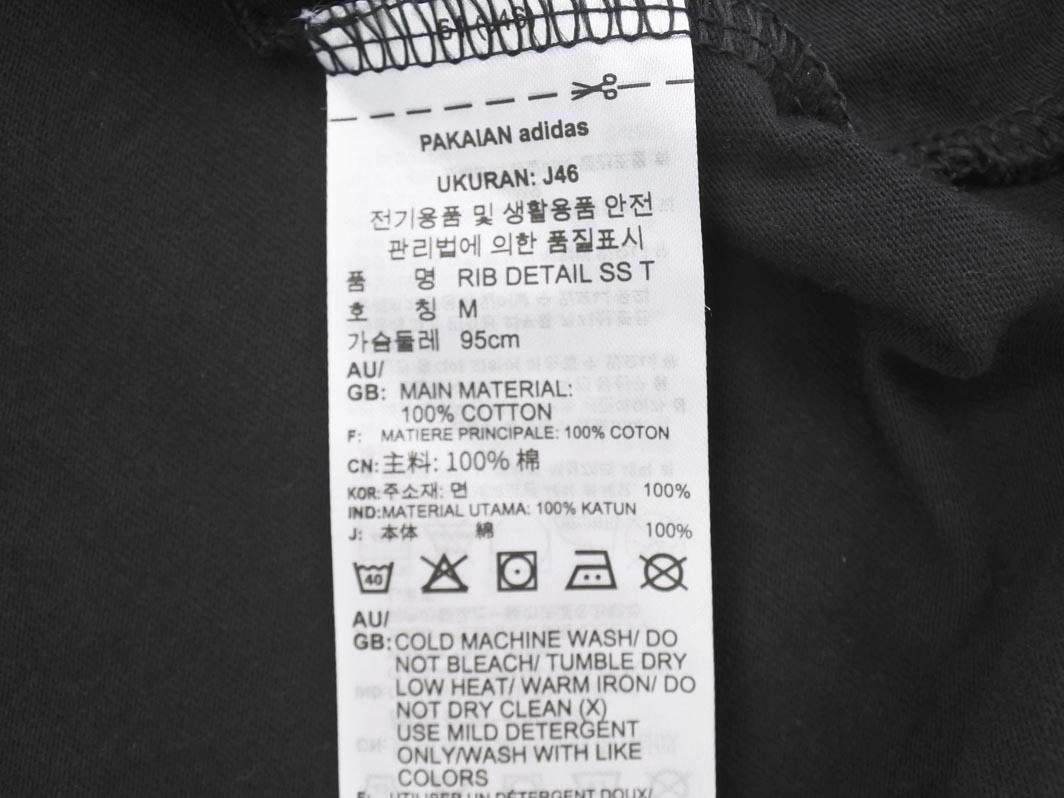 PAKAIAN adidas
UKURAN: J46
전기용품 및 생활용품 안전
관리법에 의한 품질표시
품 명 RIB DETAIL SS T
호 칭 M
가슴둘레 95cm
AU/
GB: MAIN MATERIAL:
100% COTTON
F: MATIERE PRINCIPALE: 100% COTON
CN: 主料: 100% 棉
KOR: 주소재: 면 100%
IND: MATERIAL UTAMA: 100% KATUN
J: 本体 綿 100%
40
AU/
GB: COLD MACHINE WASH/ DO
NOT BLEACH/ TUMBLE DRY
LOW HEAT/ WARM IRON/ DO
NOT DRY CLEAN (X)
USE MILD DETERGENT
ONLY/WASH WITH LIKE
COLORS
F: UTILISER UN DÉTERGENT DOUX/